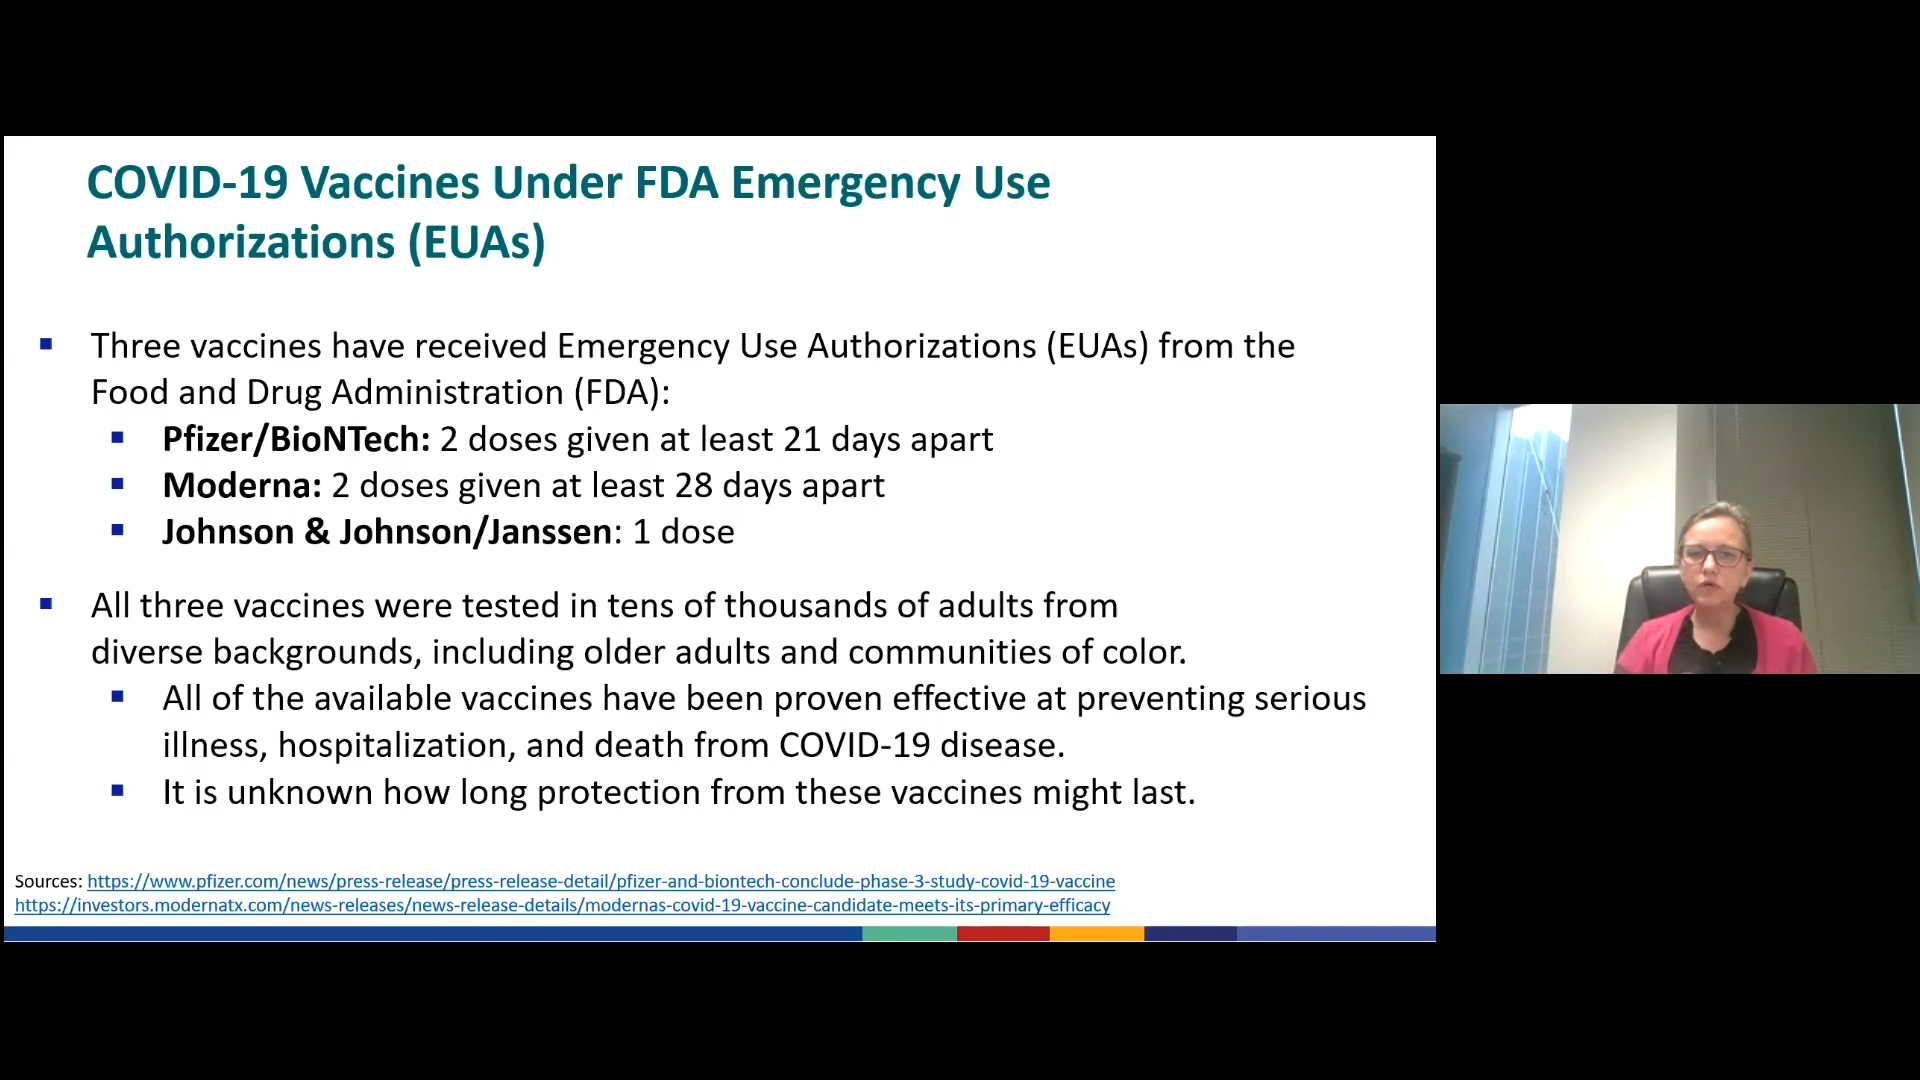 COVID-19 Vaccines Under FDA Emergency Use
Authorizations (EUAs)
Three vaccines have received Emergency Use Authorizations (EUAs) from the
Food and Drug Administration (FDA):
Pfizer/BioNTech: 2 doses given at least 21 days apart
Moderna: 2 doses given at least 28 days apart
Johnson & Johnson/Janssen: 1 dose
All three vaccines were tested in tens of thousands of adults from
diverse backgrounds, including older adults and communities of color.
All of the available vaccines have been proven effective at preventing serious
illness, hospitalization, and death from COVID-19 disease.
It is unknown how long protection from these vaccines might last.
Sources: https://www.pfizer.com/news/press-release/press-release-detail/pfizer-and-biontech-conclude-phase-3-study-covid-19-vaccine
https://investors.modernatx.com/news-releases/news-release-details/modernas-covid-19-vaccine-candidate-meets-its-primary-efficacy